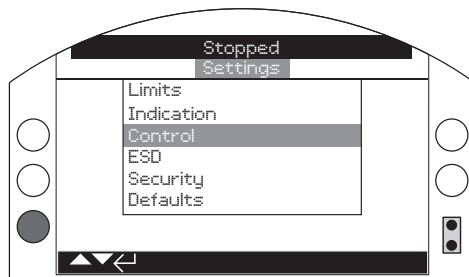 Stopped
Settings
Limits
Indication
Control
ESD
Security
Defaults